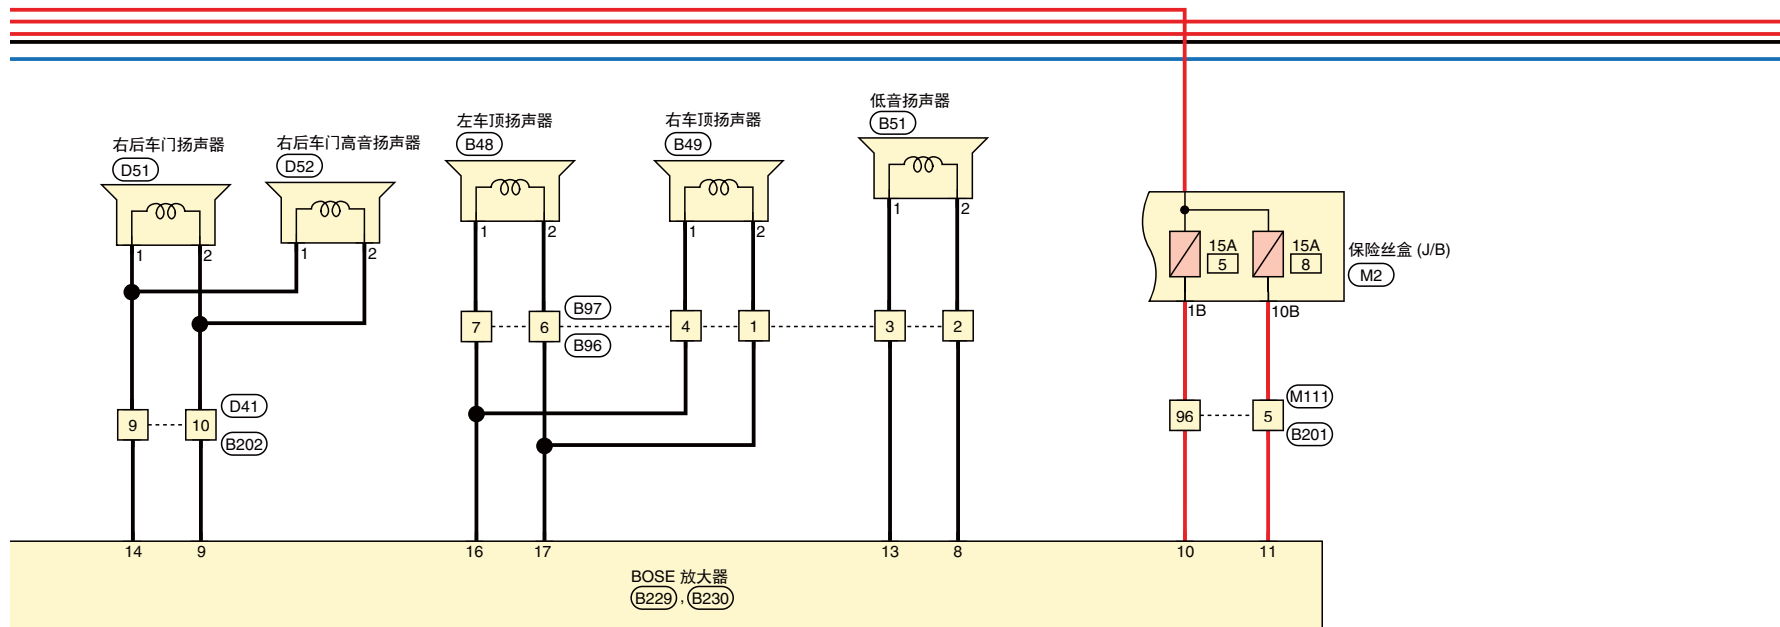 右后车门扬声器
D51
右后车门高音扬声器
D52
左车顶扬声器
B48
右车顶扬声器
B49
低音扬声器
B51
1 2 1 2 1 2 1 2 1 2
15A
5
15A
8
保险丝盒 (J/B)
M2
1B 10B
7 6 4 1 3 2
B97
B96
9 10
D41
B202
96 5
M111
B201
14 9 16 17 13 8 10 11
BOSE 放大器
B229 , B230